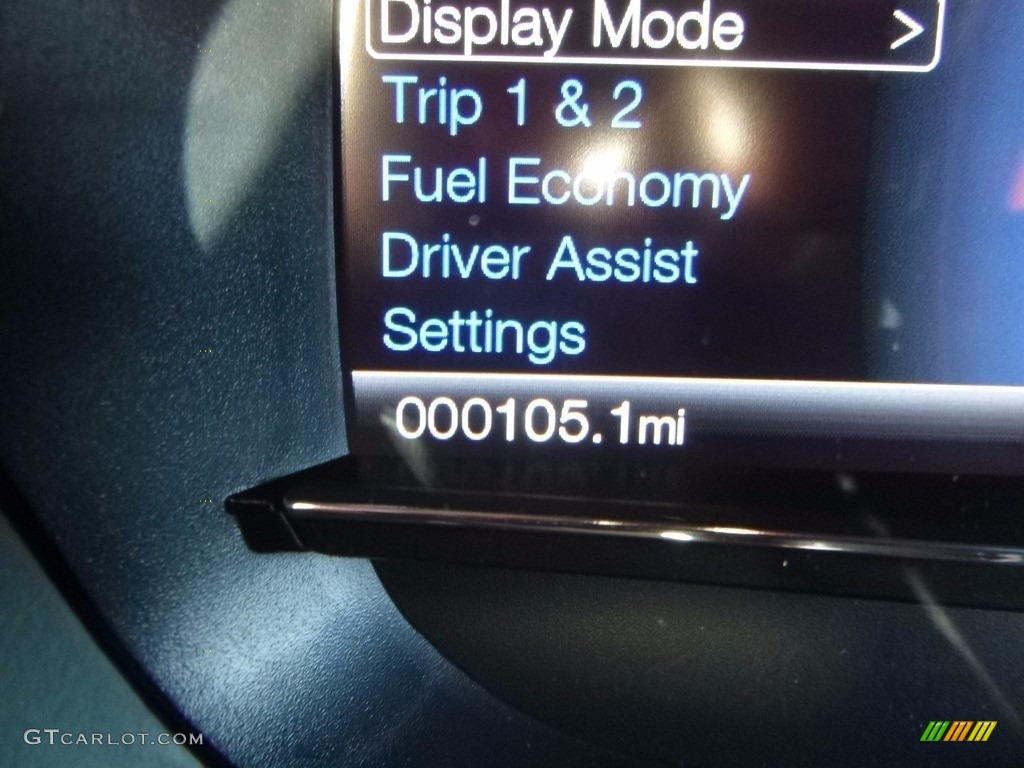 Display Mode >
Trip 1 & 2
Fuel Economy
Driver Assist
Settings
000105.1mi
GTCARLOT.COM